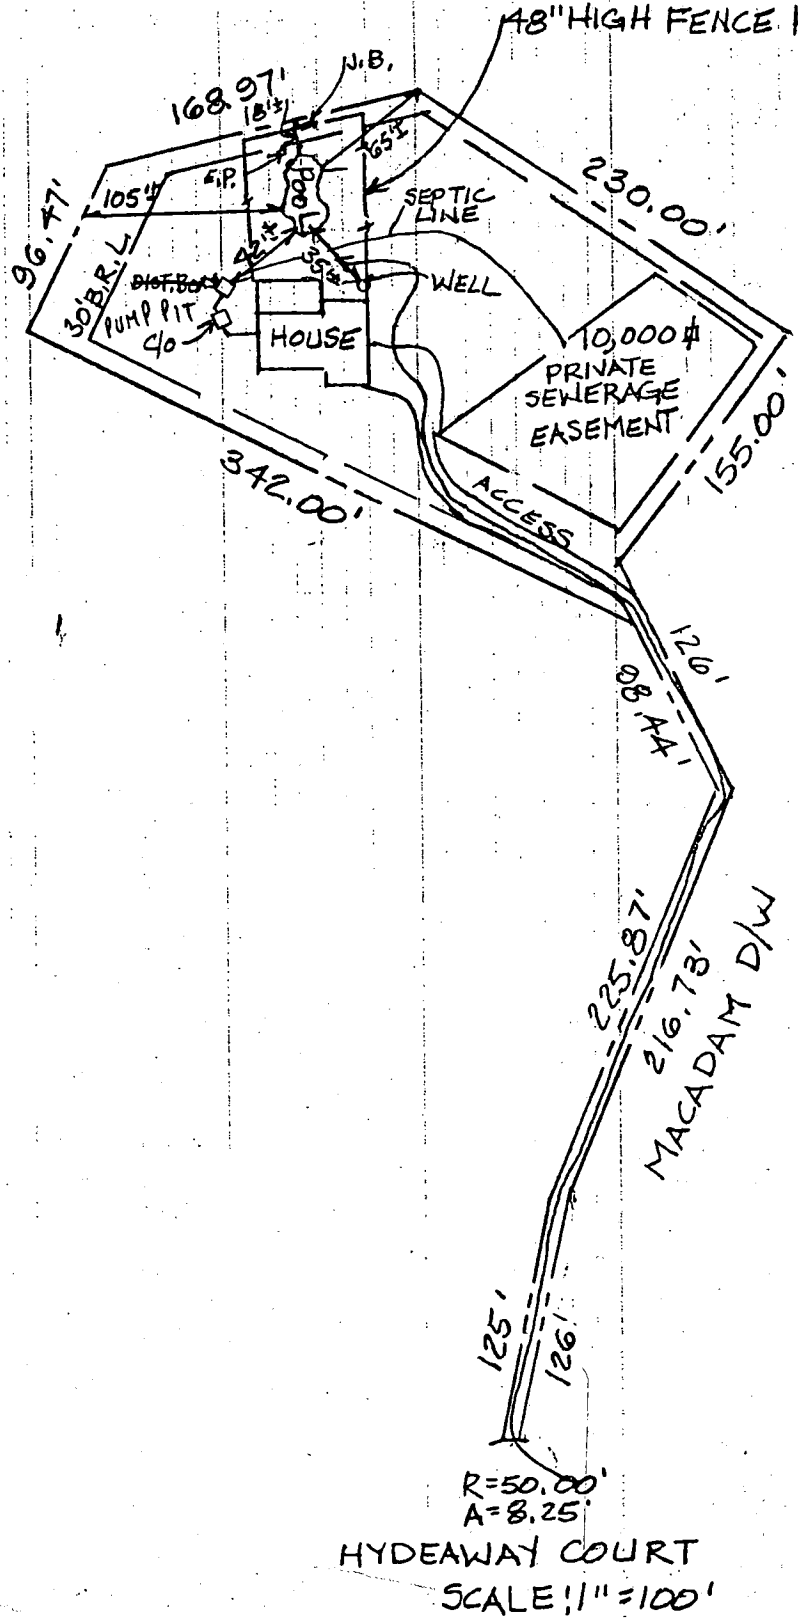 48" HIGH FENCE
J.B.
168.97'
18'±
65'±
E.P.
POOL
105'±
230.00'
SEPTIC
LINE
96.47'
30' B.R.L.
42'±
35'±
DIST. BOX
WELL
PUMP PIT
C/O
HOUSE
10,000 ⌗
PRIVATE
SEWERAGE
EASEMENT
155.00'
342.00'
ACCESS
126'
98.44'
225.87'
216.73'
MACADAM D/W
125'
126'
R=50.00'
A=8.25'
HYDEAWAY COURT
SCALE: 1"=100'